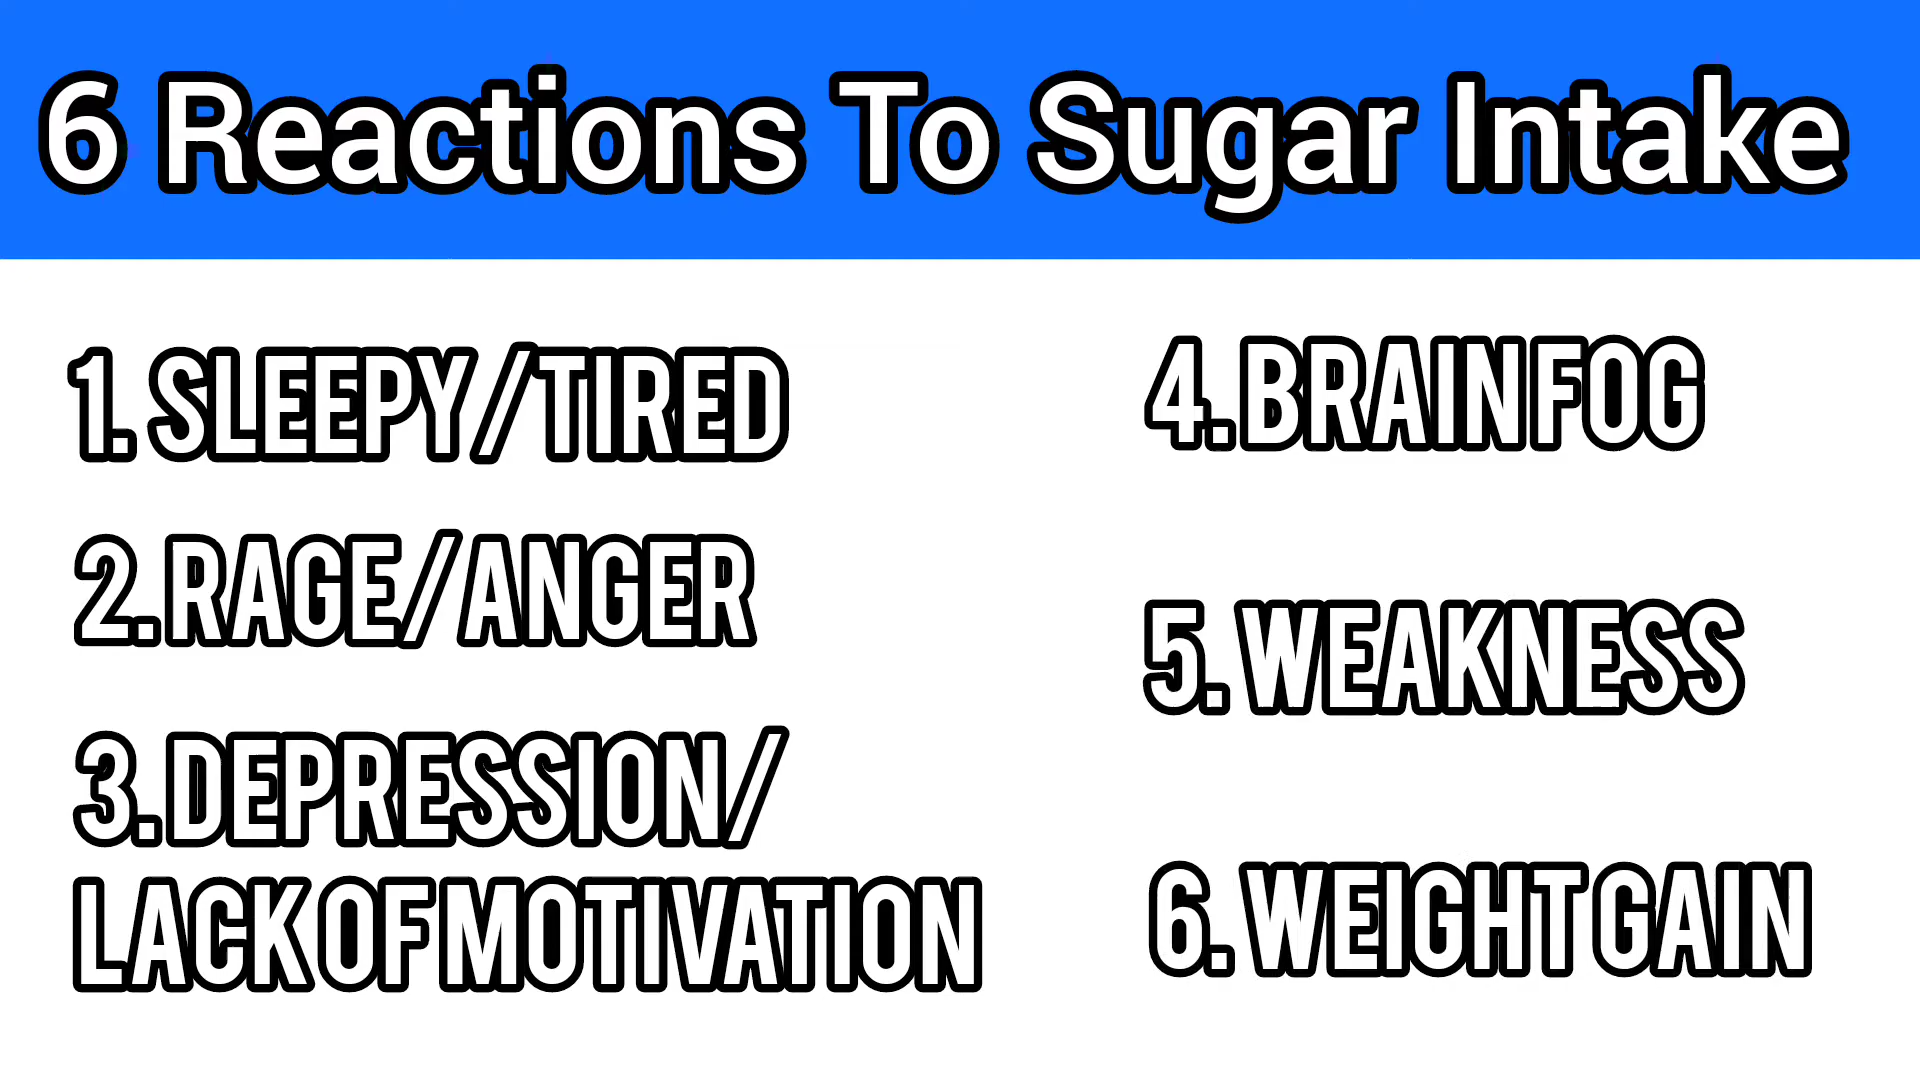 6 Reactions To Sugar Intake
1. SLEEPY/TIRED
2. RAGE/ANGER
3. DEPRESSION/
LACK OF MOTIVATION
4. BRAIN FOG
5. WEAKNESS
6. WEIGHT GAIN